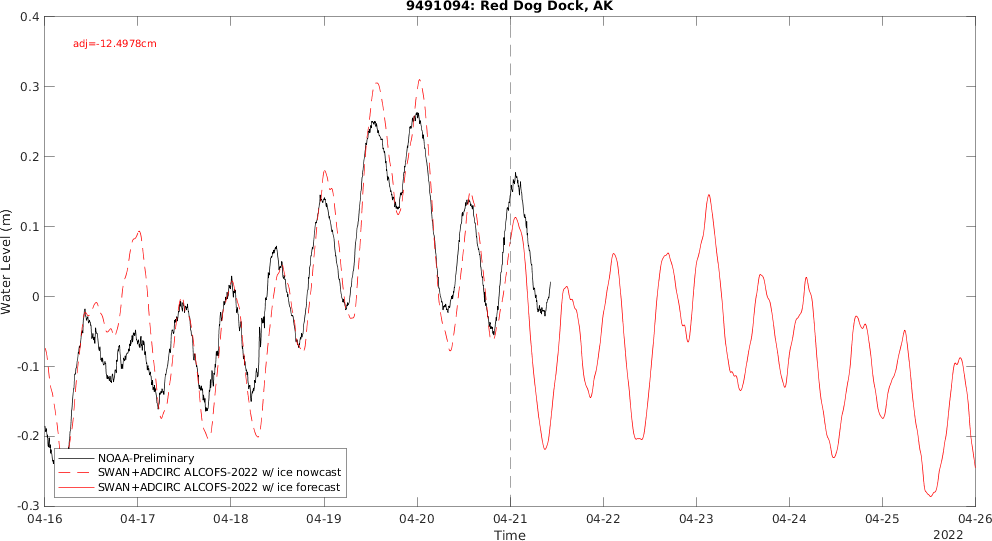 9491094: Red Dog Dock, AK
adj=-12.4978cm
0.4
0.3
0.2
0.1
0
-0.1
-0.2
-0.3
Water Level (m)
NOAA-Preliminary
SWAN+ADCIRC ALCOFS-2022 w/ ice nowcast
SWAN+ADCIRC ALCOFS-2022 w/ ice forecast
04-16 04-17 04-18 04-19 04-20 04-21 04-22 04-23 04-24 04-25 04-26
Time
2022